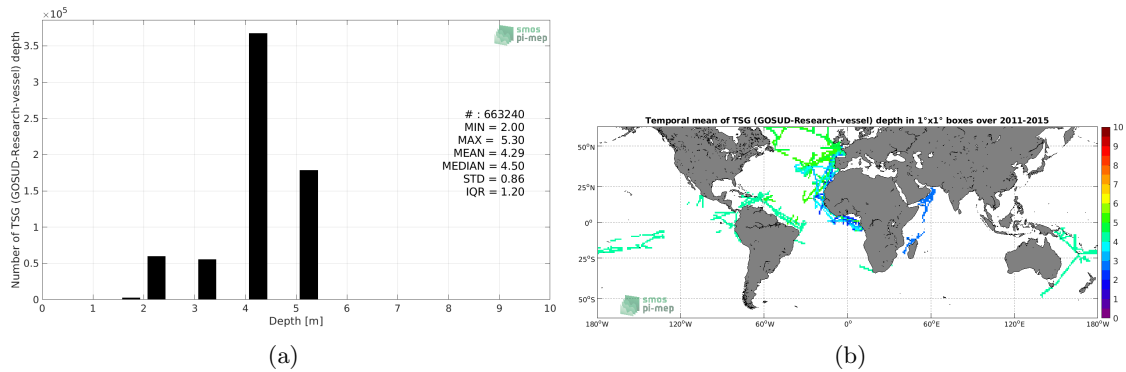 ×10⁵
smos
pi-mep
3.5
3
2.5
2
1.5
1
0.5
0
Number of TSG (GOSUD-Research-vessel) depth
# : 663240
MIN = 2.00
MAX = 5.30
MEAN = 4.29
MEDIAN = 4.50
STD = 0.86
IQR = 1.20
0 1 2 3 4 5 6 7 8 9 10
Depth [m]
(a)
Temporal mean of TSG (GOSUD-Research-vessel) depth in 1°x1° boxes over 2011-2015
50°N
25°N
0°
25°S
50°S
smos
pi-mep
180°W 120°W 60°W 0° 60°E 120°E 180°W
10
9
8
7
6
5
4
3
2
1
0
(b)